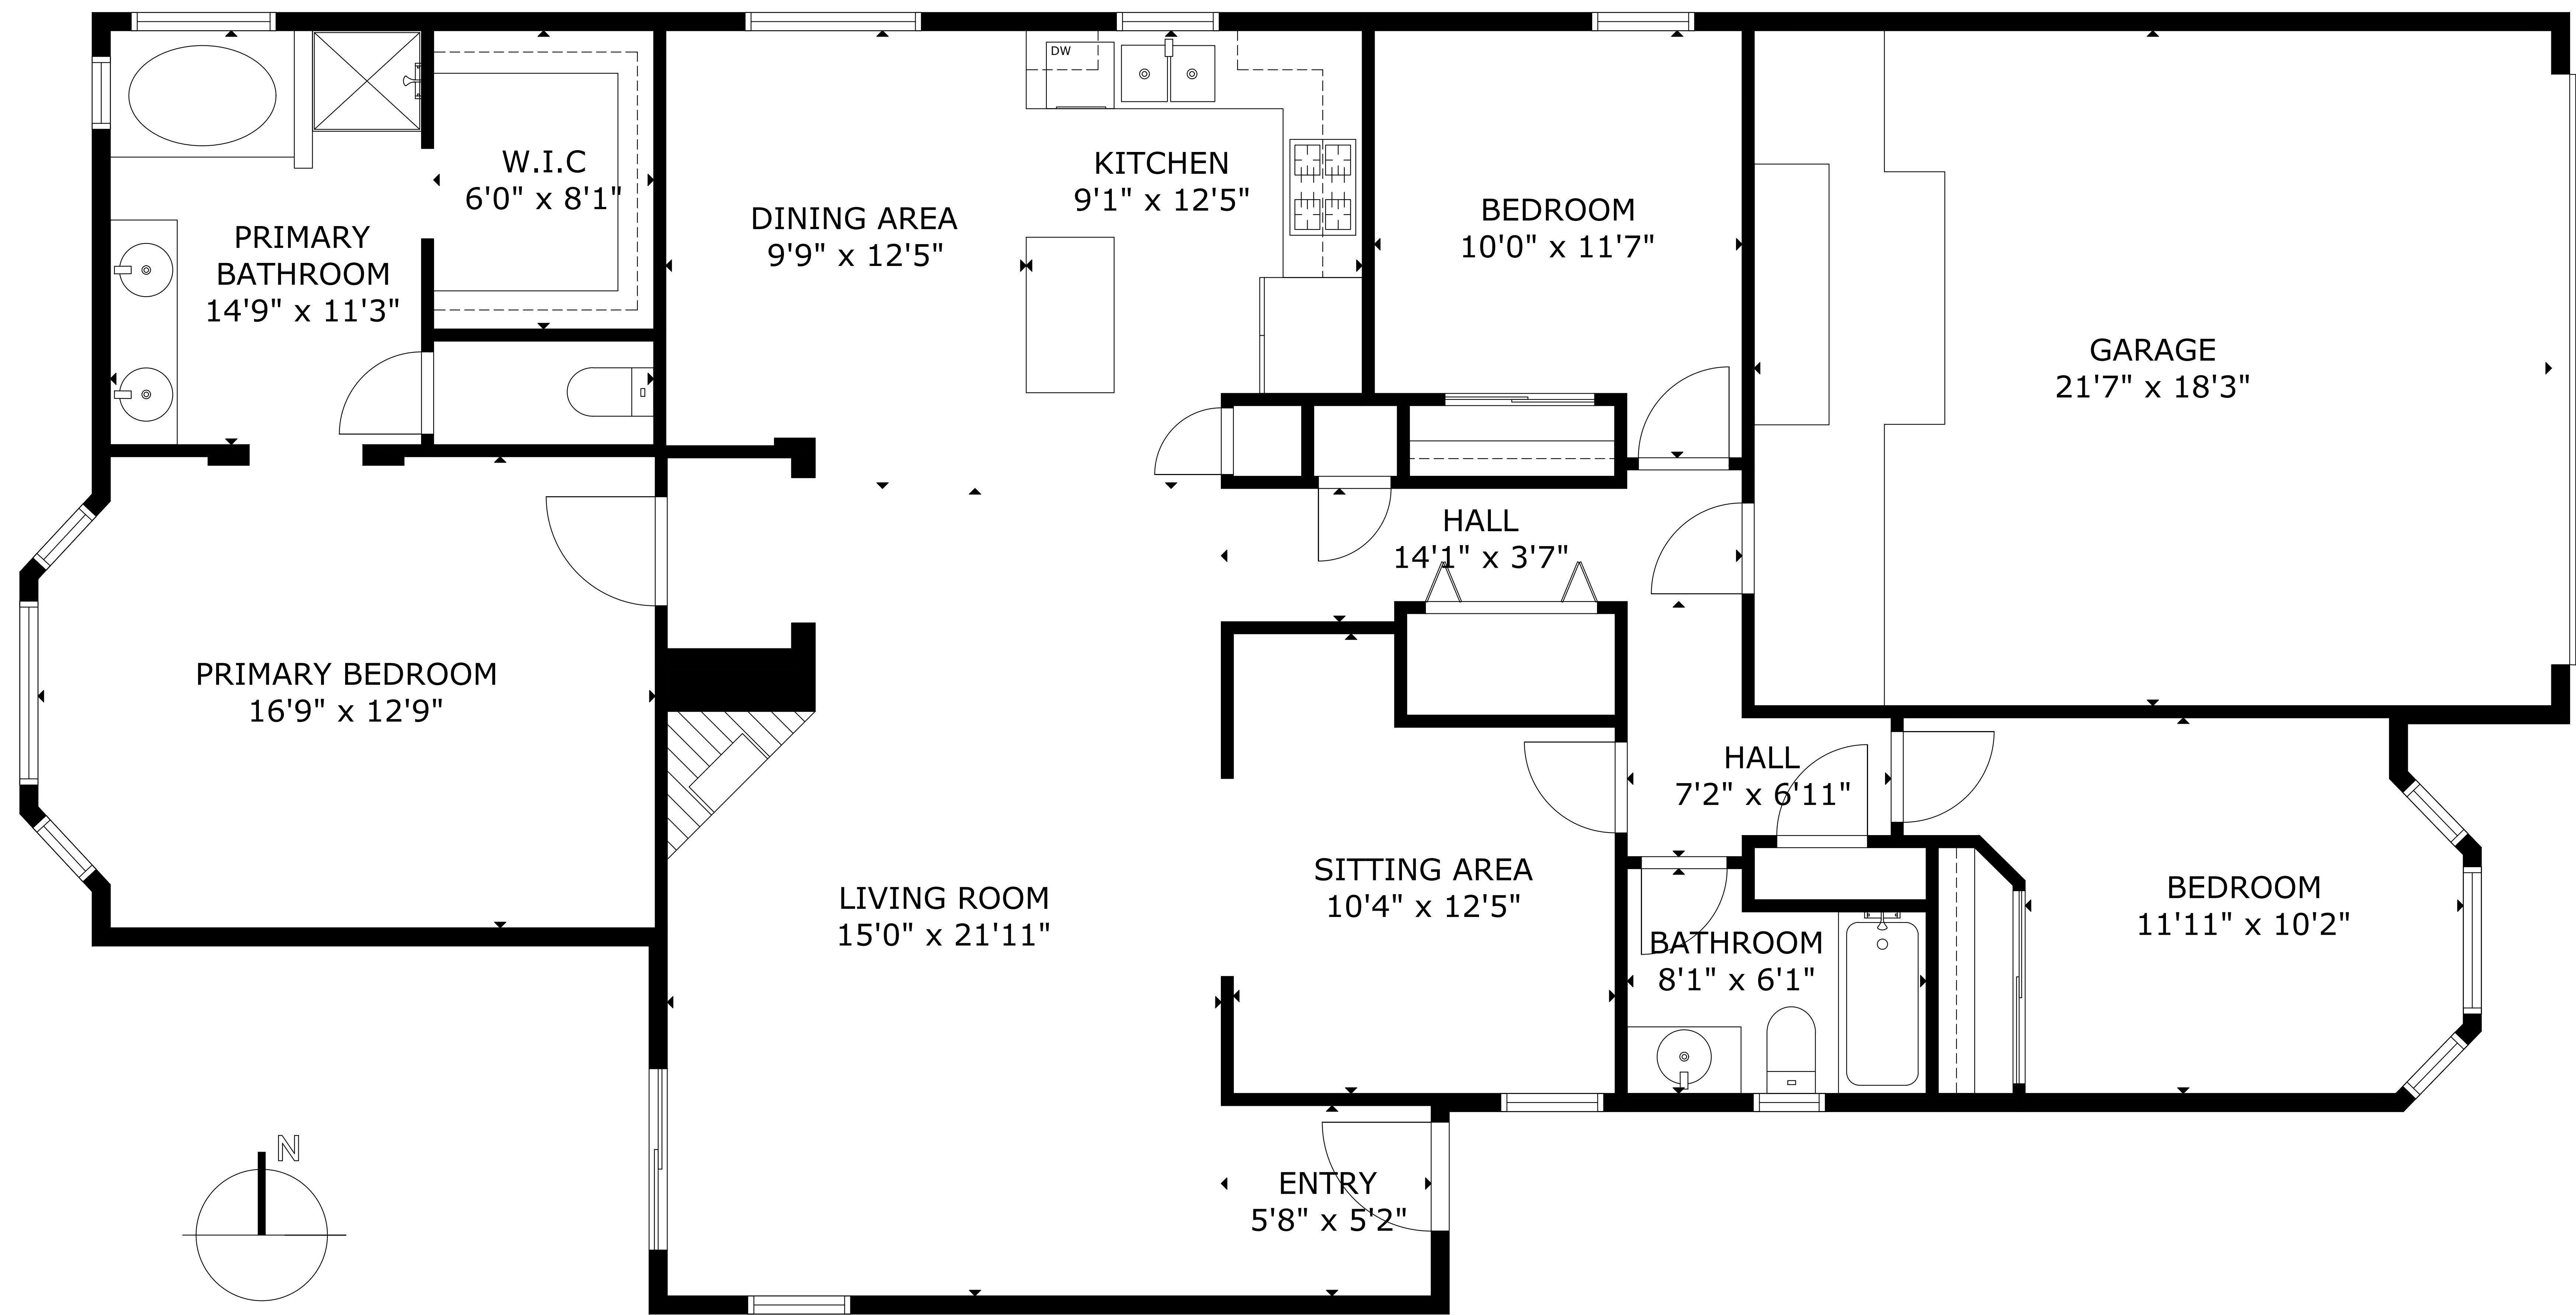 DW
W.I.C
6'0" x 8'1"
KITCHEN
9'1" x 12'5"
DINING AREA
9'9" x 12'5"
BEDROOM
10'0" x 11'7"
PRIMARY
BATHROOM
14'9" x 11'3"
GARAGE
21'7" x 18'3"
HALL
14'1" x 3'7"
PRIMARY BEDROOM
16'9" x 12'9"
HALL
7'2" x 6'11"
SITTING AREA
10'4" x 12'5"
LIVING ROOM
15'0" x 21'11"
BEDROOM
11'11" x 10'2"
BATHROOM
8'1" x 6'1"
N
ENTRY
5'8" x 5'2"